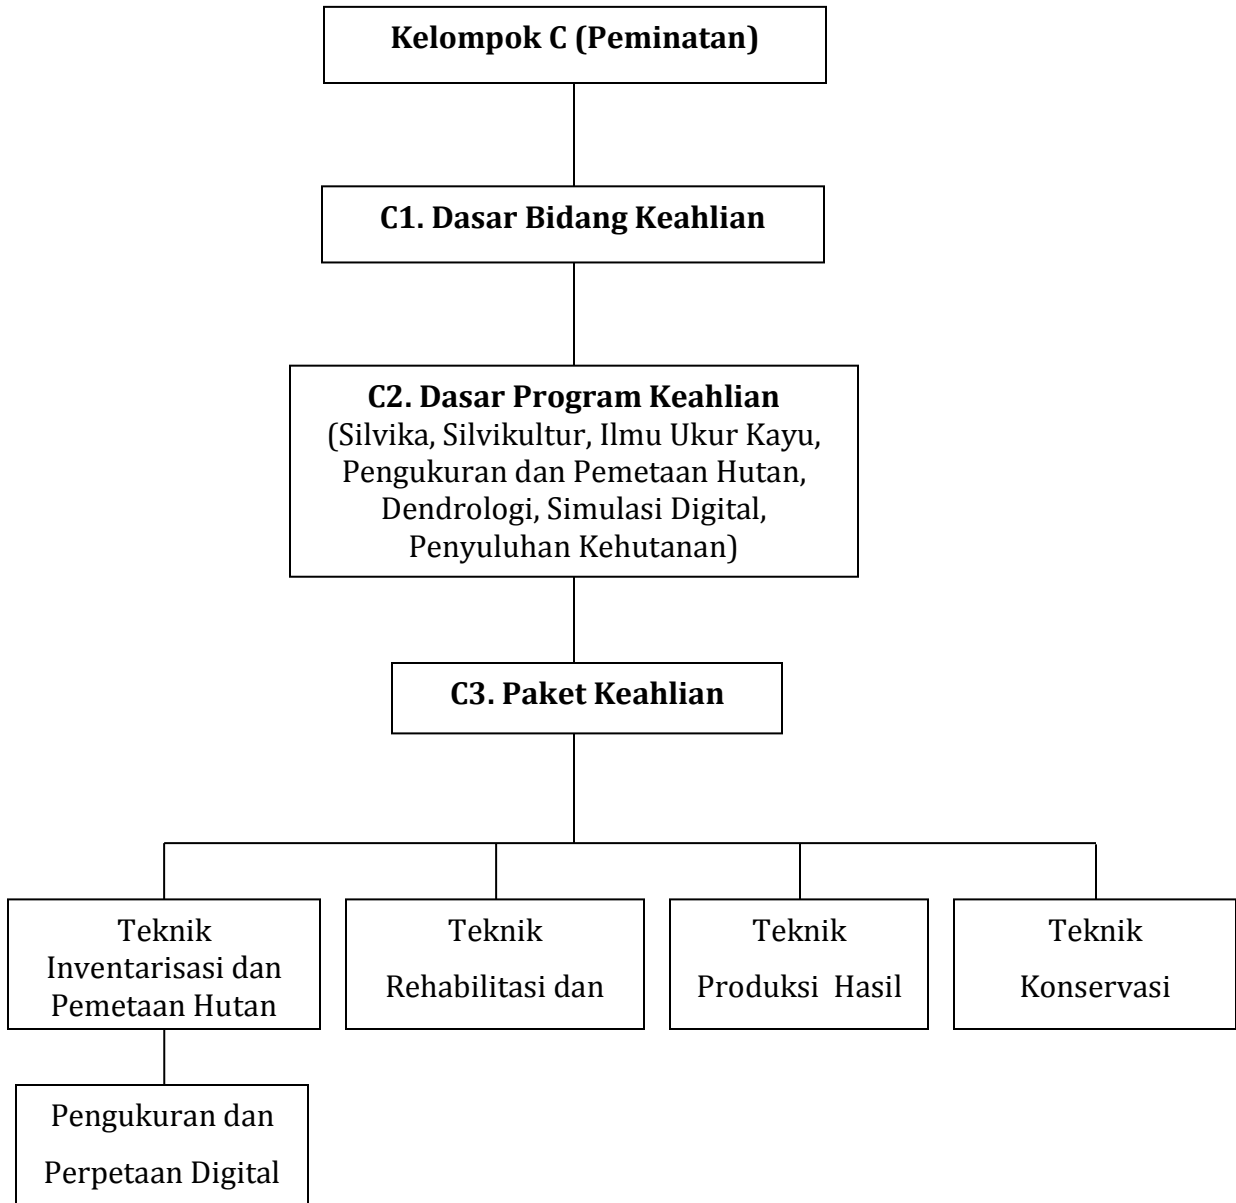 Kelompok C (Peminatan)
C1. Dasar Bidang Keahlian
C2. Dasar Program Keahlian
(Silvika, Silvikultur, Ilmu Ukur Kayu,
Pengukuran dan Pemetaan Hutan,
Dendrologi, Simulasi Digital,
Penyuluhan Kehutanan)
C3. Paket Keahlian
Teknik
Inventarisasi dan
Pemetaan Hutan
Teknik
Rehabilitasi dan
Teknik
Produksi Hasil
Teknik
Konservasi
Pengukuran dan
Perpetaan Digital